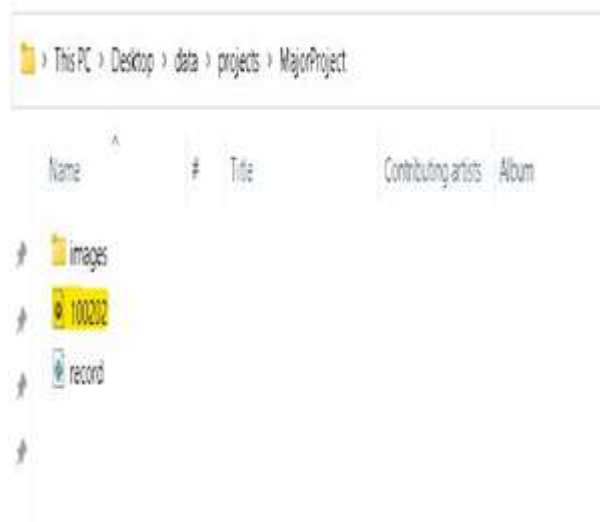 > This PC > Desktop > data > projects > MajorProject
Name # Title Contributing artists Album
images
100202
record